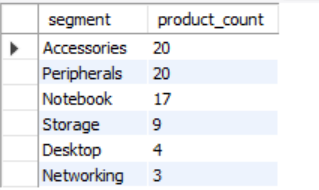 segment product_count
Accessories 20
Peripherals 20
Notebook 17
Storage 9
Desktop 4
Networking 3